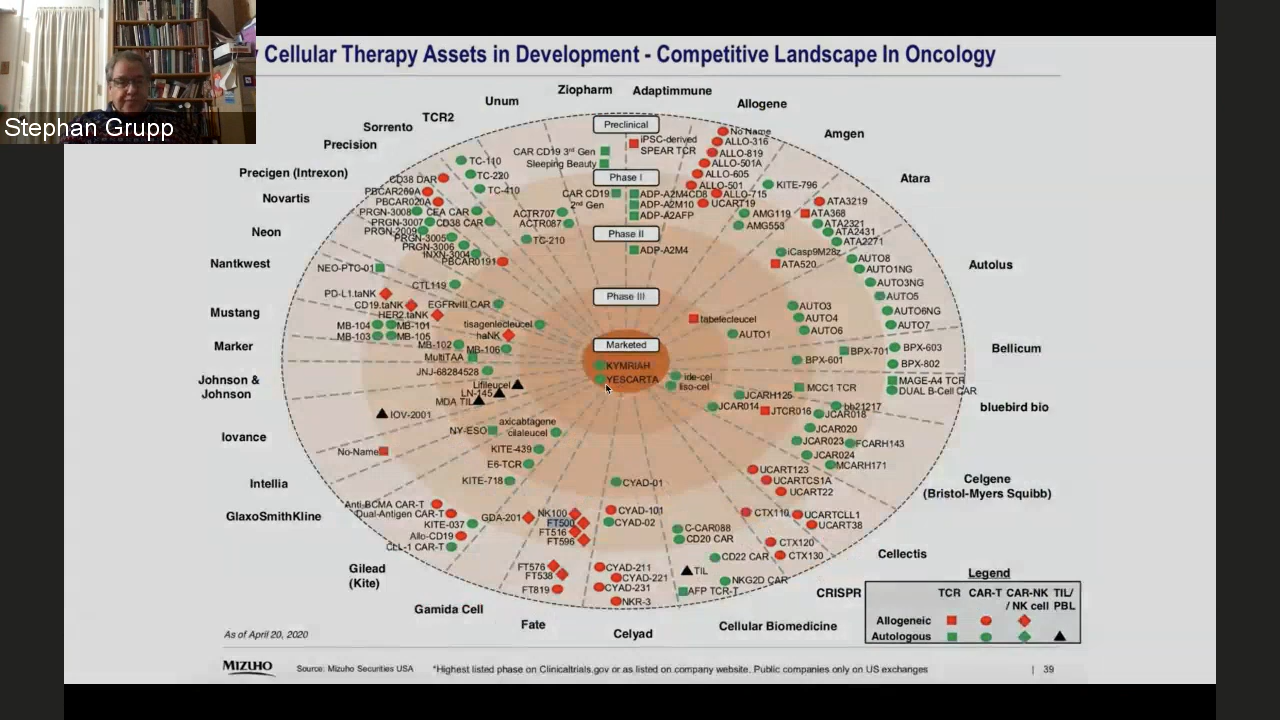 Stephan Grupp
Cellular Therapy Assets in Development - Competitive Landscape In Oncology
Ziopharm
Adaptimmune
Unum
Allogene
TCR2
Amgen
Sorrento
Precision
Atara
Precigen (Intrexon)
Novartis
Neon
Autolus
Nantkwest
Mustang
Marker
Bellicum
Johnson &
Johnson
bluebird bio
Iovance
Intellia
Celgene
(Bristol-Myers Squibb)
GlaxoSmithKline
Cellectis
Gilead
(Kite)
CRISPR
Gamida Cell
Cellular Biomedicine
Fate
Celyad
Preclinical
Phase I
Phase II
Phase III
Marketed
KYMRIAH
YESCARTA
iPSC-derived
SPEAR TCR
CAR CD19 3rd Gen
Sleeping Beauty
CAR CD19
2nd Gen
ADP-A2M4CD8
ADP-A2M10
ADP-A2AFP
ADP-A2M4
No Name
ALLO-316
ALLO-819
ALLO-501A
ALLO-605
ALLO-501
ALLO-715
UCART19
KITE-796
AMG119
AMG553
ATA3219
ATA368
ATA2321
ATA2431
ATA2271
iCasp9M28z
ATA520
tabelecleucel
AUTO8
AUTO1NG
AUTO3NG
AUTO5
AUTO6NG
AUTO7
AUTO3
AUTO4
AUTO6
AUTO1
BPX-603
BPX-701
BPX-802
BPX-601
MAGE-A4 TCR
DUAL B-Cell CAR
MCC1 TCR
ide-cel
liso-cel
bb21217
JCARH125
JCAR014
JTCR016
JCAR018
JCAR020
JCAR023
FCARH143
JCAR024
MCARH171
UCART123
UCARTCS1A
UCART22
UCARTCLL1
UCART38
CTX110
CTX120
CTX130
C-CAR088
CD20 CAR
CD22 CAR
TIL
NKG2D CAR
AFP TCR-T
CYAD-01
CYAD-101
CYAD-02
CYAD-211
CYAD-221
CYAD-231
NKR-3
NK100
FT500
FT516
FT596
FT576
FT538
FT819
GDA-201
axicabtagene
cilaleucel
KITE-439
E6-TCR
KITE-718
Anti-BCMA CAR-T
Dual-Antigen CAR-T
KITE-037
Allo-CD19
CLL-1 CAR-T
NY-ESO
No-Name
Lifileucel
LN-145
MDA TIL
IOV-2001
JNJ-68284528
MultiTAA
MB-104
MB-101
MB-103
MB-105
MB-102
MB-106
PD-L1.taNK
CD19.taNK
HER2.taNK
haNK
NEO-PTC-01
CTL119
EGFRvIII CAR
tisagenlecleucel
CD38 DAR
PBCAR269A
PBCAR020A
PBCAR0191
PRGN-3008
CEA CAR
PRGN-3007
CD38 CAR
PRGN-2009
PRGN-3005
PRGN-3006
INXN-3004
TC-110
TC-220
TC-410
TC-210
ACTR707
ACTR087
Legend
TCR CAR-T CAR-NK TIL/
/ NK cell PBL
Allogeneic
Autologous
As of April 20, 2020
MIZUHO
Source: Mizuho Securities USA
*Highest listed phase on Clinicaltrials.gov or as listed on company website. Public companies only on US exchanges
| 39